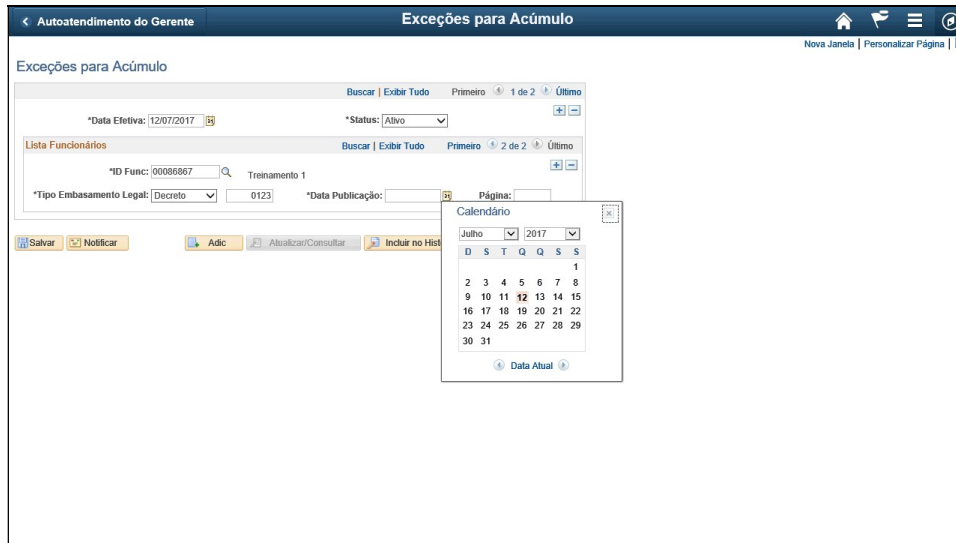 Autoatendimento do Gerente Exceções para Acúmulo
Nova Janela | Personalizar Página |
Exceções para Acúmulo
Buscar | Exibir Tudo Primeiro 1 de 2 Último
*Data Efetiva: 12/07/2017 *Status: Ativo
Lista Funcionários Buscar | Exibir Tudo Primeiro 2 de 2 Último
*ID Func: 00086867 Treinamento 1
*Tipo Embasamento Legal: Decreto 0123 *Data Publicação: Página:
Salvar Notificar Adic Atualizar/Consultar Incluir no Hist
Calendário
Julho 2017
D S T Q Q S S
1
2 3 4 5 6 7 8
9 10 11 12 13 14 15
16 17 18 19 20 21 22
23 24 25 26 27 28 29
30 31
Data Atual